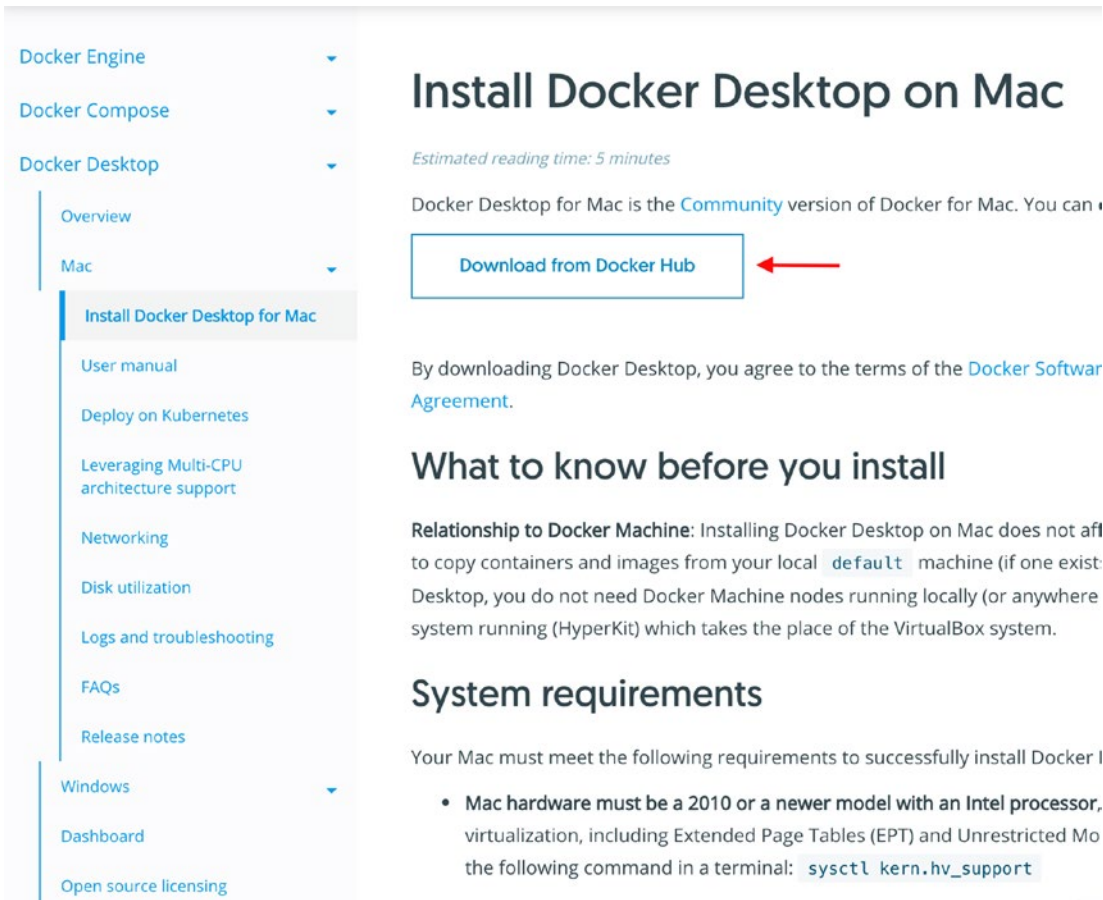 Docker Engine
Docker Compose
Docker Desktop
Overview
Mac
Install Docker Desktop for Mac
User manual
Deploy on Kubernetes
Leveraging Multi-CPU
architecture support
Networking
Disk utilization
Logs and troubleshooting
FAQs
Release notes
Windows
Dashboard
Open source licensing
Install Docker Desktop on Mac
Estimated reading time: 5 minutes
Docker Desktop for Mac is the Community version of Docker for Mac. You can
Download from Docker Hub
By downloading Docker Desktop, you agree to the terms of the Docker Softwar
Agreement.
What to know before you install
Relationship to Docker Machine: Installing Docker Desktop on Mac does not aff
to copy containers and images from your local default machine (if one exist
Desktop, you do not need Docker Machine nodes running locally (or anywhere
system running (HyperKit) which takes the place of the VirtualBox system.
System requirements
Your Mac must meet the following requirements to successfully install Docker
• Mac hardware must be a 2010 or a newer model with an Intel processor,
virtualization, including Extended Page Tables (EPT) and Unrestricted Mo
the following command in a terminal: sysctl kern.hv_support